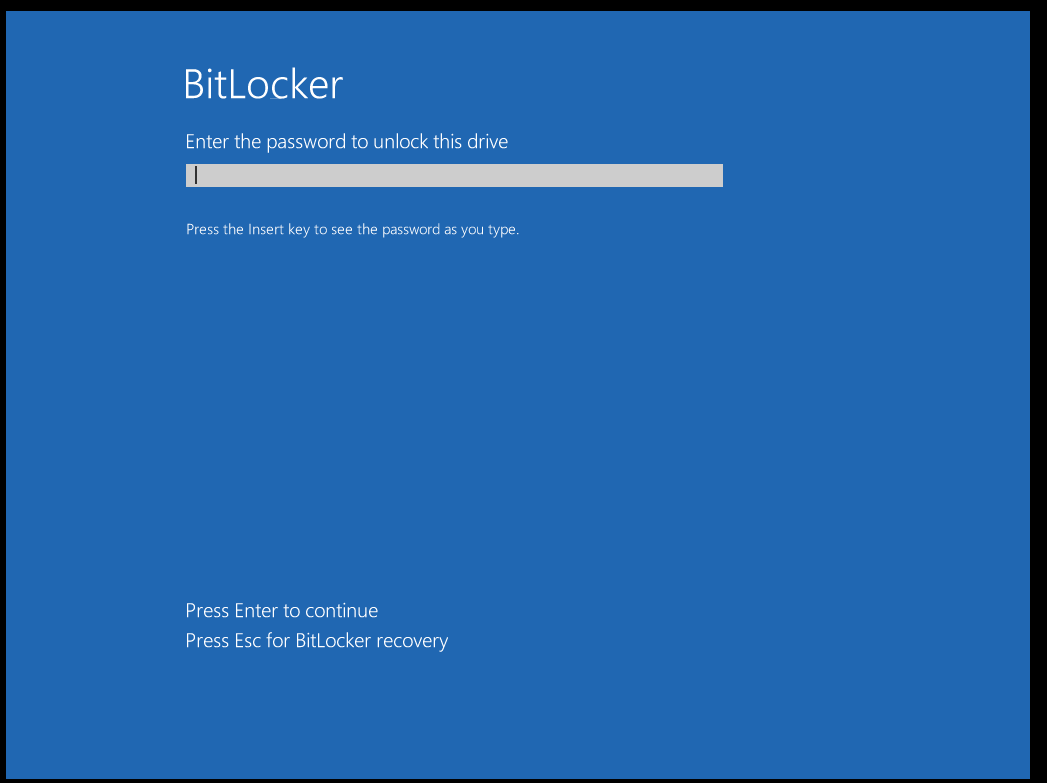 BitLocker
Enter the password to unlock this drive
Press the Insert key to see the password as you type.
Press Enter to continue
Press Esc for BitLocker recovery